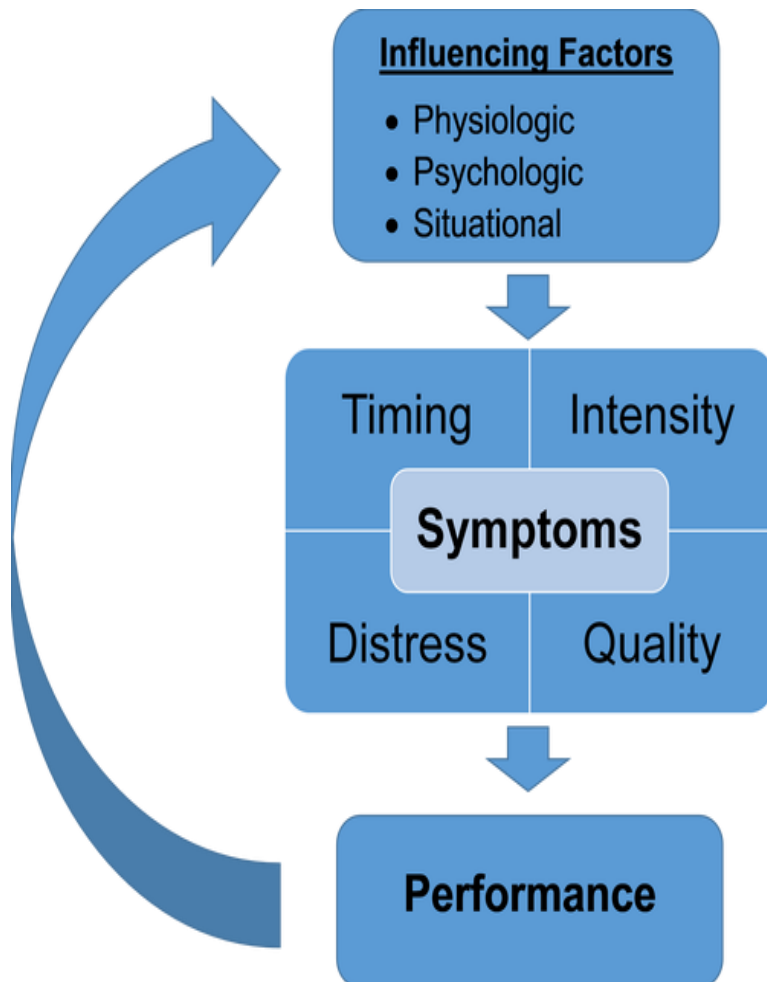 Influencing Factors
• Physiologic
• Psychologic
• Situational
Timing
Intensity
Symptoms
Distress
Quality
Performance